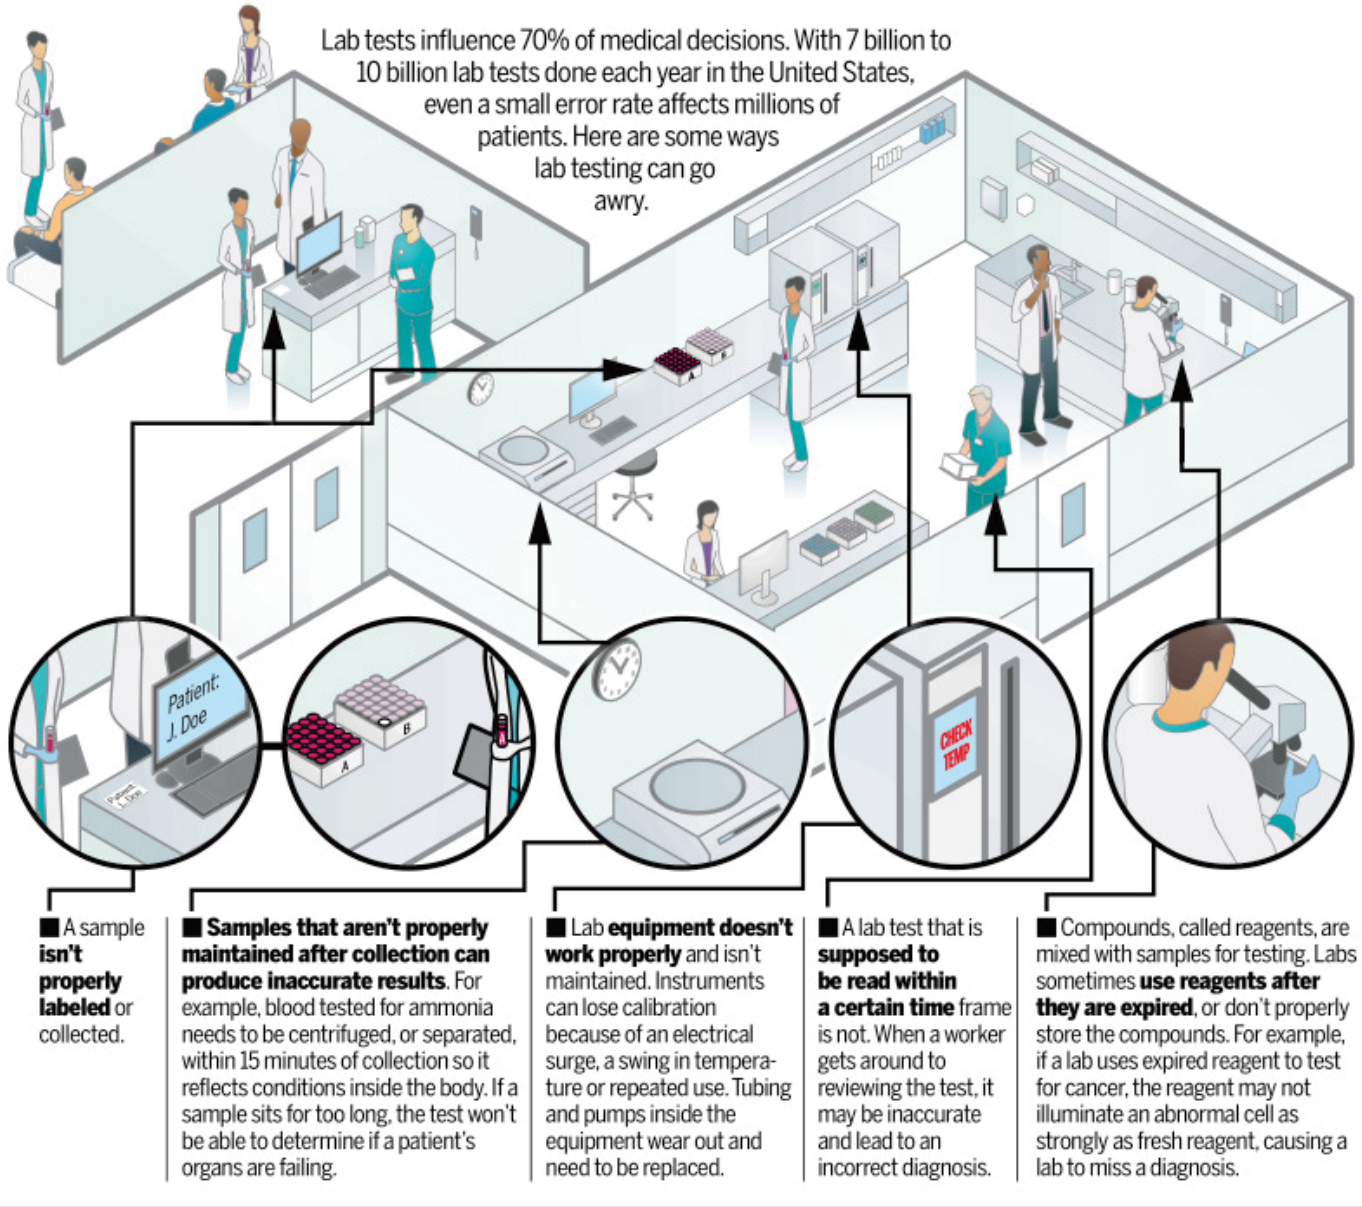 Lab tests influence 70% of medical decisions. With 7 billion to
10 billion lab tests done each year in the United States,
even a small error rate affects millions of
patients. Here are some ways
lab testing can go
awry.
A
B
Patient:
J. Doe
Patient
J. Doe
B
A
CHECK
TEMP
■ A sample
isn't
properly
labeled or
collected.
■ Samples that aren't properly
maintained after collection can
produce inaccurate results. For
example, blood tested for ammonia
needs to be centrifuged, or separated,
within 15 minutes of collection so it
reflects conditions inside the body. If a
sample sits for too long, the test won't
be able to determine if a patient's
organs are failing.
■ Lab equipment doesn't
work properly and isn't
maintained. Instruments
can lose calibration
because of an electrical
surge, a swing in tempera-
ture or repeated use. Tubing
and pumps inside the
equipment wear out and
need to be replaced.
■ A lab test that is
supposed to
be read within
a certain time frame
is not. When a worker
gets around to
reviewing the test, it
may be inaccurate
and lead to an
incorrect diagnosis.
■ Compounds, called reagents, are
mixed with samples for testing. Labs
sometimes use reagents after
they are expired, or don't properly
store the compounds. For example,
if a lab uses expired reagent to test
for cancer, the reagent may not
illuminate an abnormal cell as
strongly as fresh reagent, causing a
lab to miss a diagnosis.